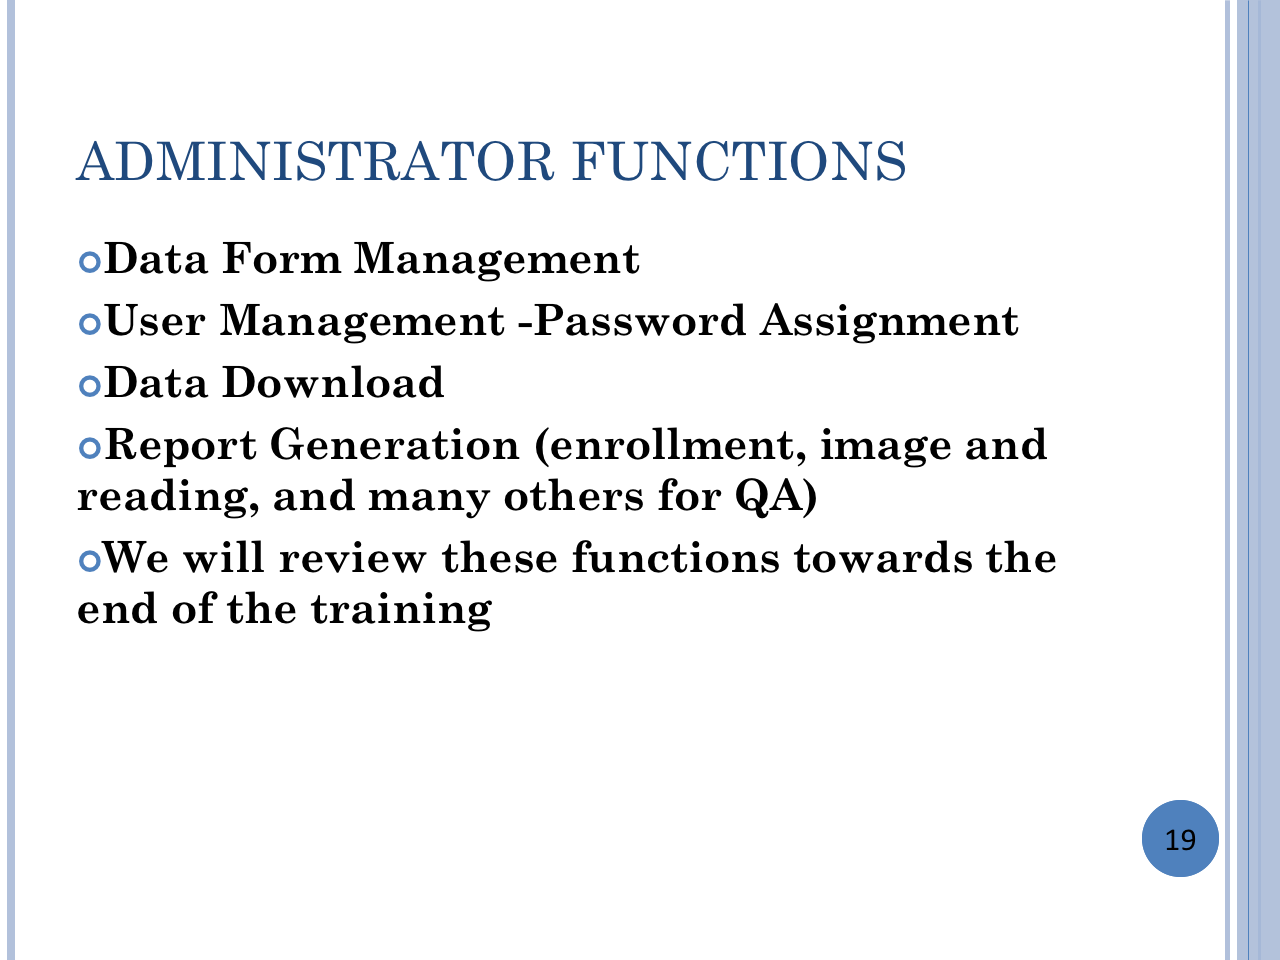 ADMINISTRATOR FUNCTIONS
Data Form Management
User Management -Password Assignment
Data Download
Report Generation (enrollment, image and
reading, and many others for QA)
We will review these functions towards the
end of the training
19